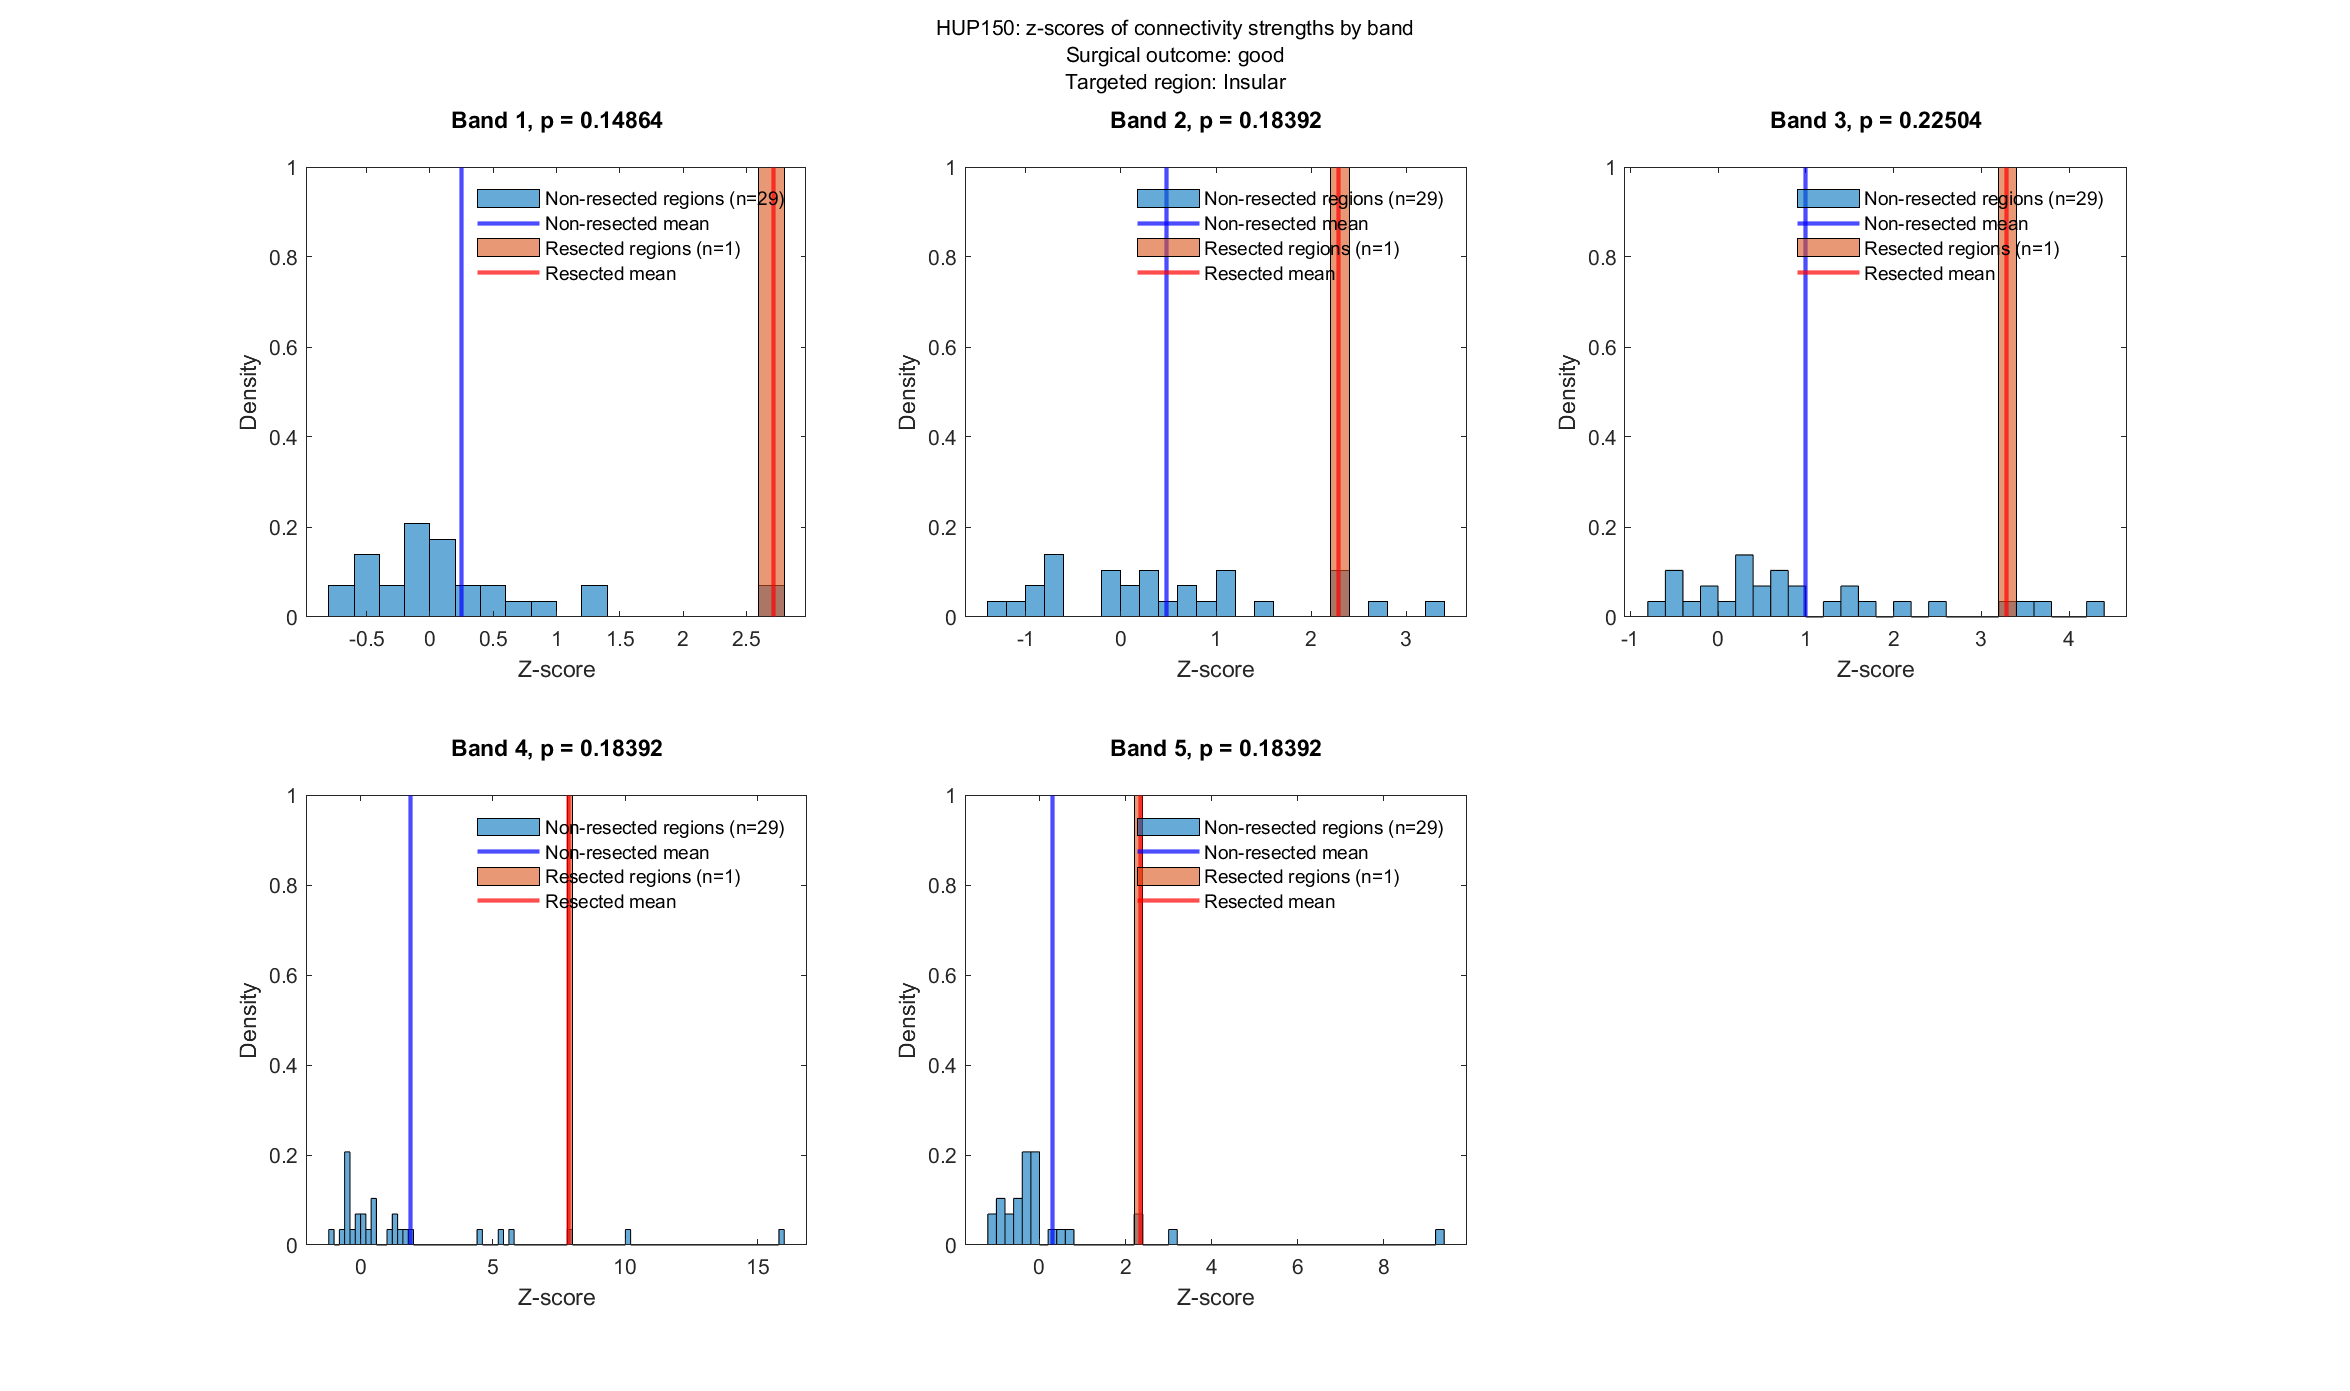 HUP150: z-scores of connectivity strengths by band
Surgical outcome: good
Targeted region: Insular
Band 1, p = 0.14864
Density
1
0.8
0.6
0.4
0.2
0
-0.5 0 0.5 1 1.5 2 2.5
Z-score
Non-resected regions (n=29)
Non-resected mean
Resected regions (n=1)
Resected mean
Band 2, p = 0.18392
Density
1
0.8
0.6
0.4
0.2
0
-1 0 1 2 3
Z-score
Non-resected regions (n=29)
Non-resected mean
Resected regions (n=1)
Resected mean
Band 3, p = 0.22504
Density
1
0.8
0.6
0.4
0.2
0
-1 0 1 2 3 4
Z-score
Non-resected regions (n=29)
Non-resected mean
Resected regions (n=1)
Resected mean
Band 4, p = 0.18392
Density
1
0.8
0.6
0.4
0.2
0
0 5 10 15
Z-score
Non-resected regions (n=29)
Non-resected mean
Resected regions (n=1)
Resected mean
Band 5, p = 0.18392
Density
1
0.8
0.6
0.4
0.2
0
0 2 4 6 8
Z-score
Non-resected regions (n=29)
Non-resected mean
Resected regions (n=1)
Resected mean